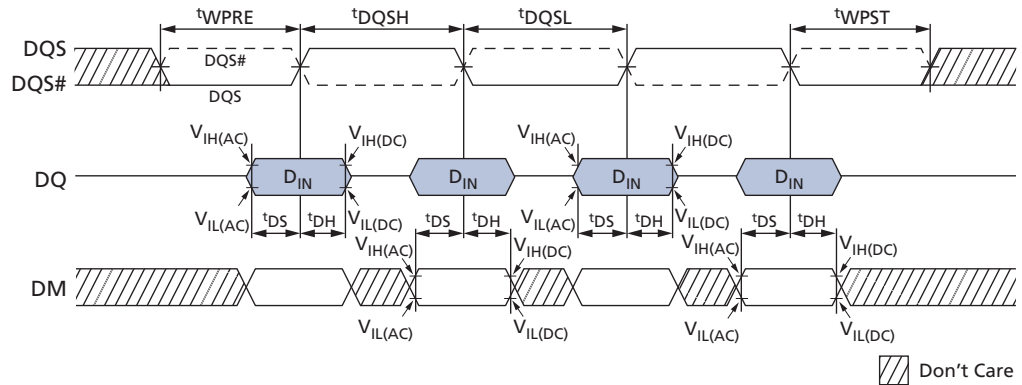 tWPRE tDQSH tDQSL tWPST
DQS
DQS#
DQS#
DQS
VIH(AC) VIH(DC) VIH(AC) VIH(DC)
DQ
DIN DIN DIN DIN
VIL(AC) VIL(DC) VIL(AC) VIL(DC)
tDS tDH tDS tDH tDS tDH tDS tDH
VIH(AC) VIH(DC) VIH(AC) VIH(DC)
DM
VIL(AC) VIL(DC) VIL(AC) VIL(DC)
Don't Care